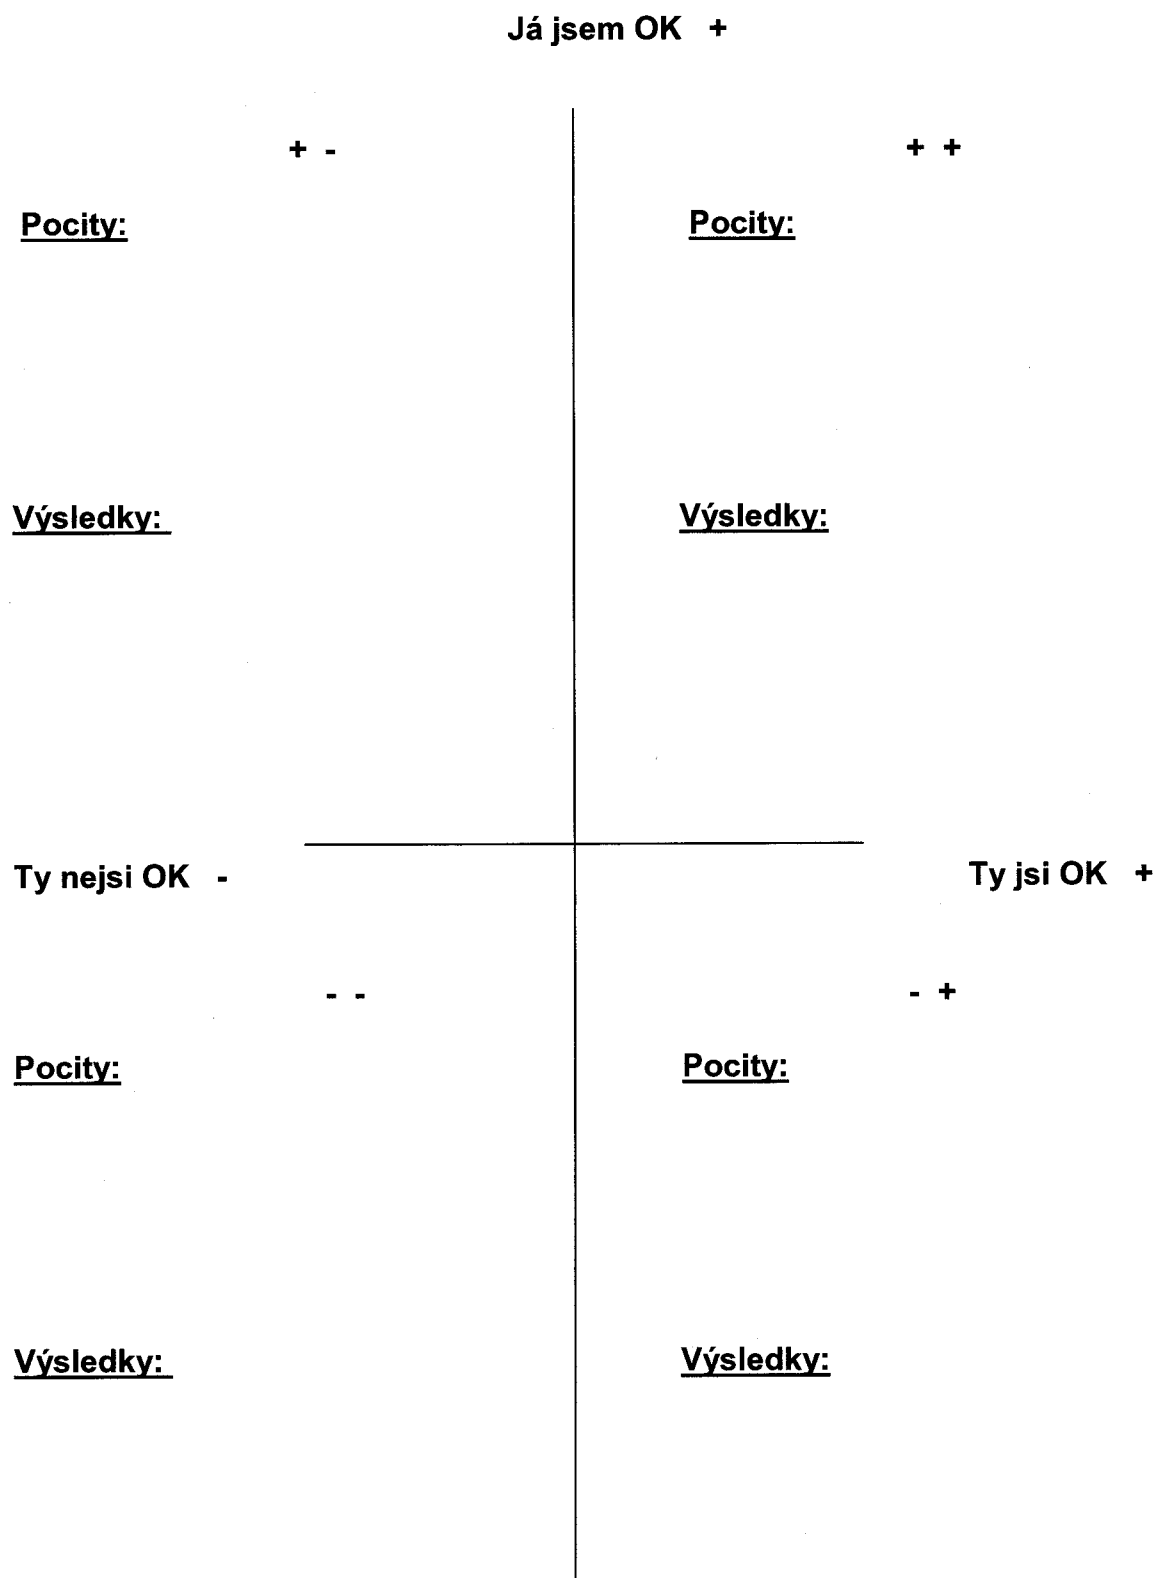 Já jsem OK +
+ -
+ +
Pocity:
Pocity:
Výsledky:
Výsledky:
Ty nejsi OK -
Ty jsi OK +
- -
- +
Pocity:
Pocity:
Výsledky:
Výsledky: